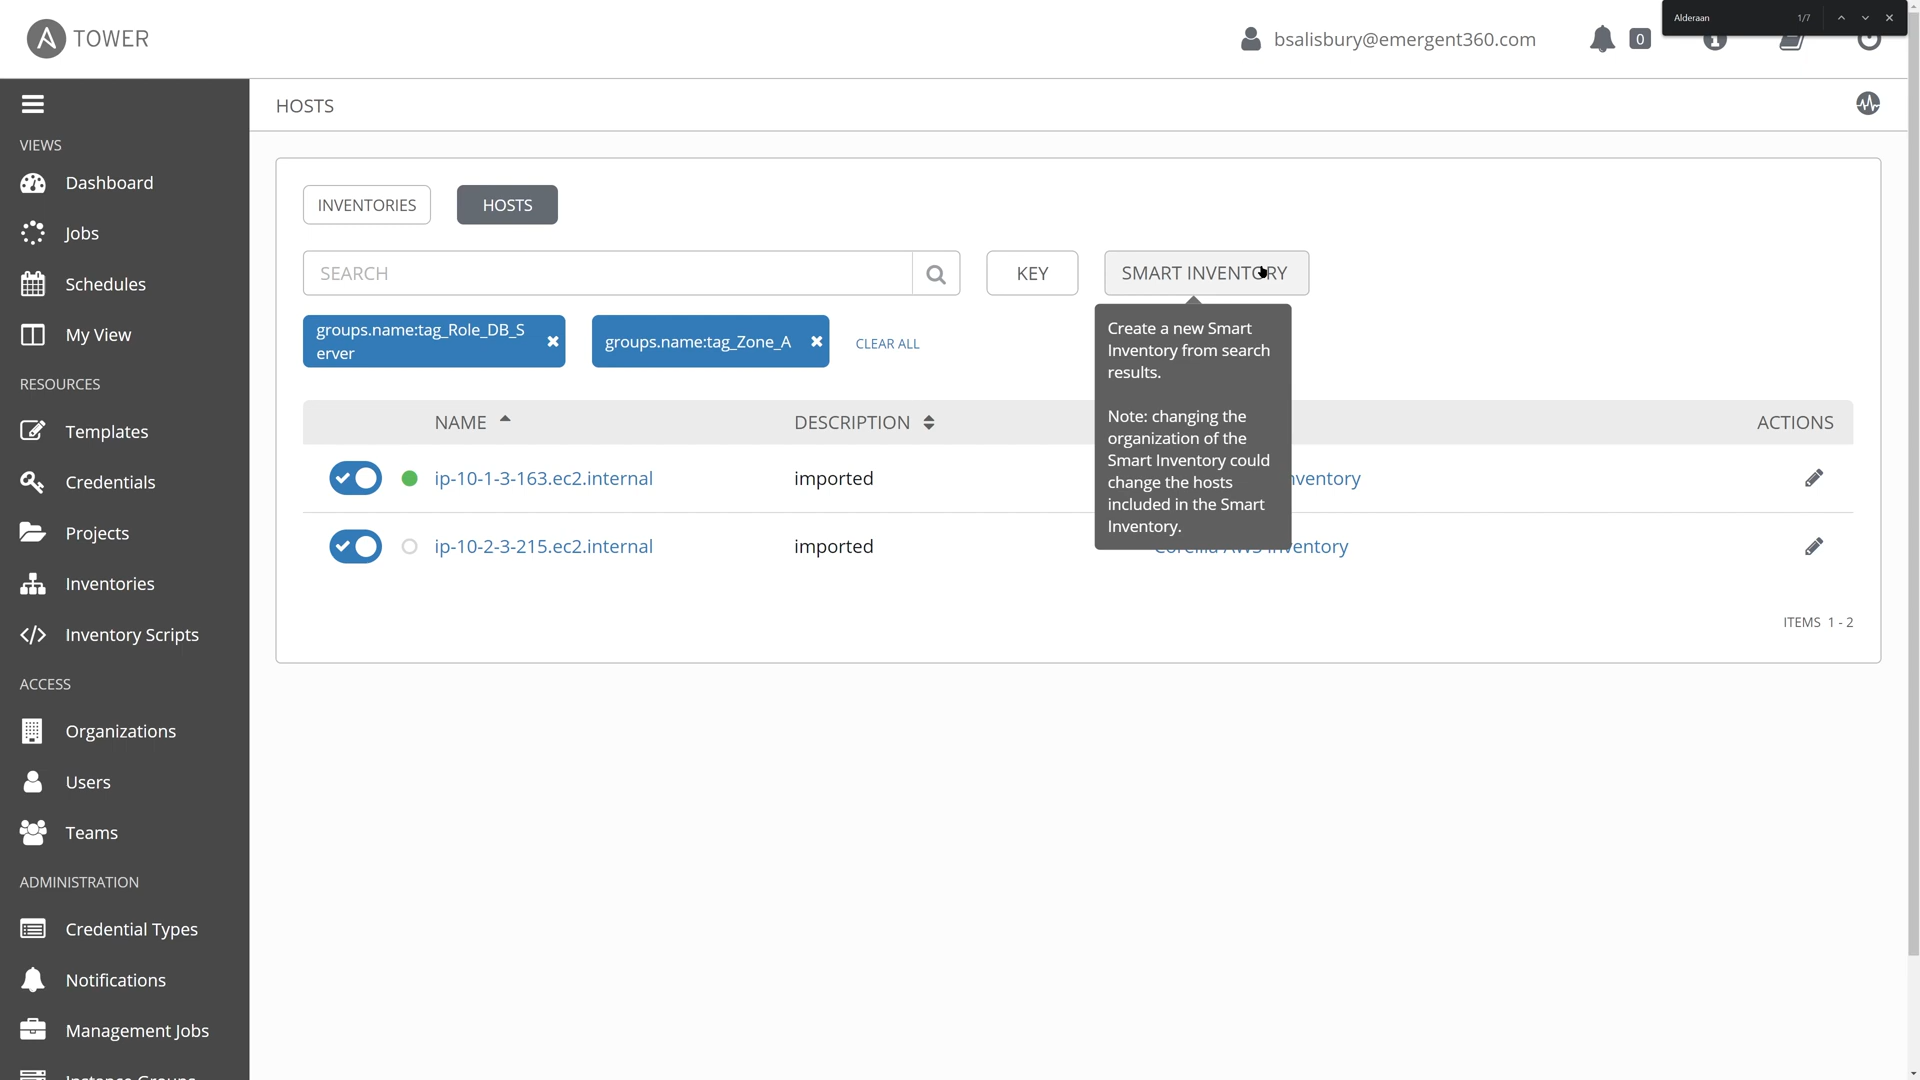 TOWER
bsalisbury@emergent360.com
0
Alderaan
1/7
HOSTS
VIEWS
Dashboard
Jobs
Schedules
My View
RESOURCES
Templates
Credentials
Projects
Inventories
Inventory Scripts
ACCESS
Organizations
Users
Teams
ADMINISTRATION
Credential Types
Notifications
Management Jobs
INVENTORIES
HOSTS
SEARCH
KEY
SMART INVENTORY
groups.name:tag_Role_DB_S
erver
groups.name:tag_Zone_A
CLEAR ALL
Create a new Smart
Inventory from search
results.
Note: changing the
organization of the
Smart Inventory could
change the hosts
included in the Smart
Inventory.
NAME
DESCRIPTION
ACTIONS
ip-10-1-3-163.ec2.internal
imported
nventory
ip-10-2-3-215.ec2.internal
imported
Inventory
ITEMS 1 - 2